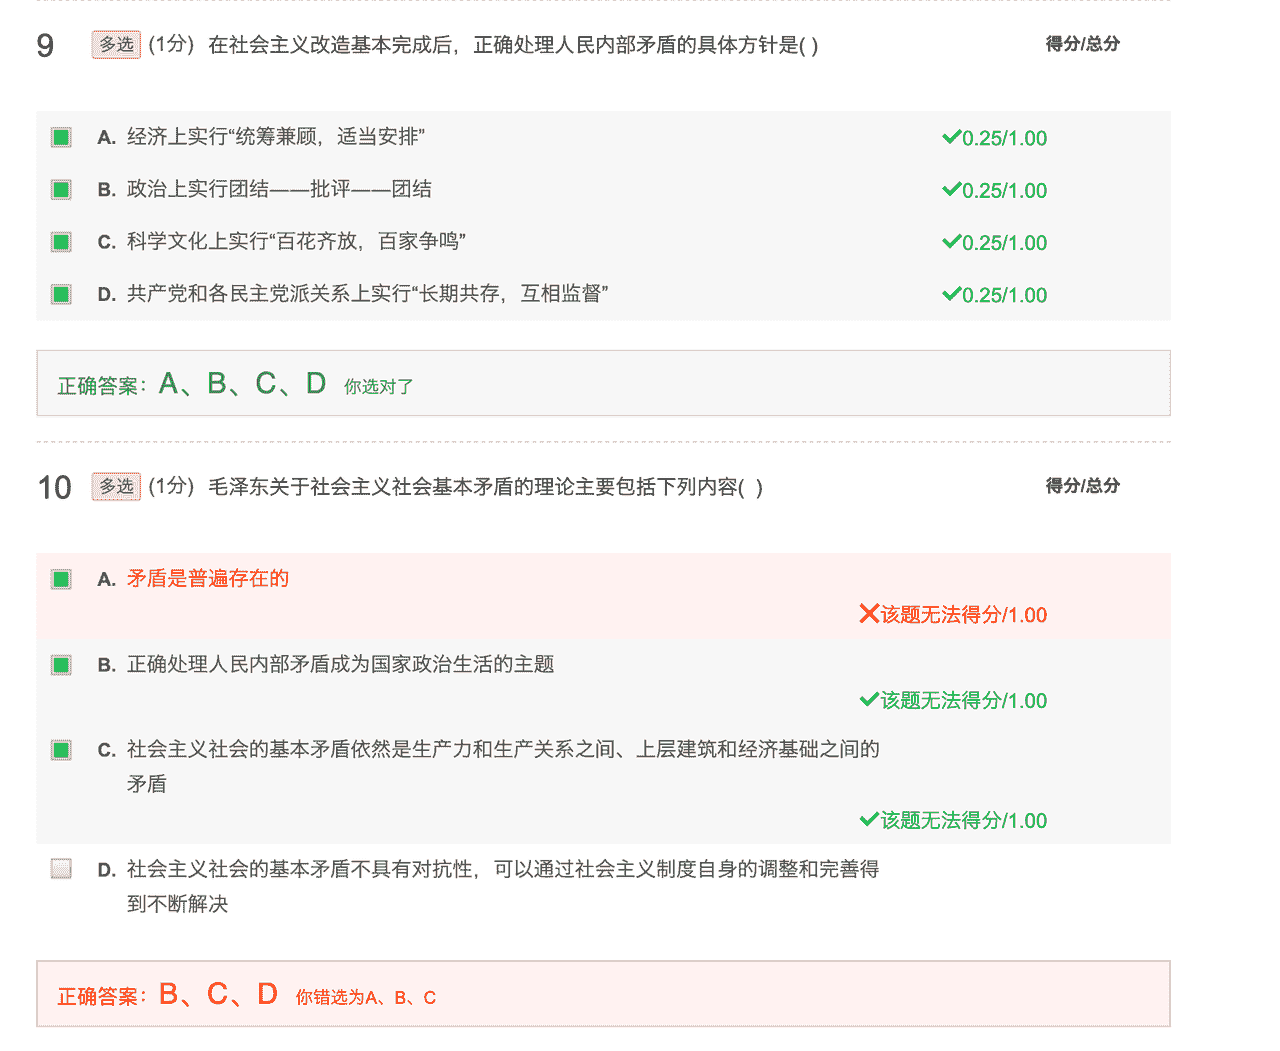 9 多选 (1分) 在社会主义改造基本完成后，正确处理人民内部矛盾的具体方针是( ) 得分/总分
A. 经济上实行“统筹兼顾，适当安排” 0.25/1.00
B. 政治上实行团结——批评——团结 0.25/1.00
C. 科学文化上实行“百花齐放，百家争鸣” 0.25/1.00
D. 共产党和各民主党派关系上实行“长期共存，互相监督” 0.25/1.00
正确答案：A、B、C、D 你选对了
10 多选 (1分) 毛泽东关于社会主义社会基本矛盾的理论主要包括下列内容( ) 得分/总分
A. 矛盾是普遍存在的
该题无法得分/1.00
B. 正确处理人民内部矛盾成为国家政治生活的主题
该题无法得分/1.00
C. 社会主义社会的基本矛盾依然是生产力和生产关系之间、上层建筑和经济基础之间的
矛盾
该题无法得分/1.00
D. 社会主义社会的基本矛盾不具有对抗性，可以通过社会主义制度自身的调整和完善得
到不断解决
正确答案：B、C、D 你错选为A、B、C